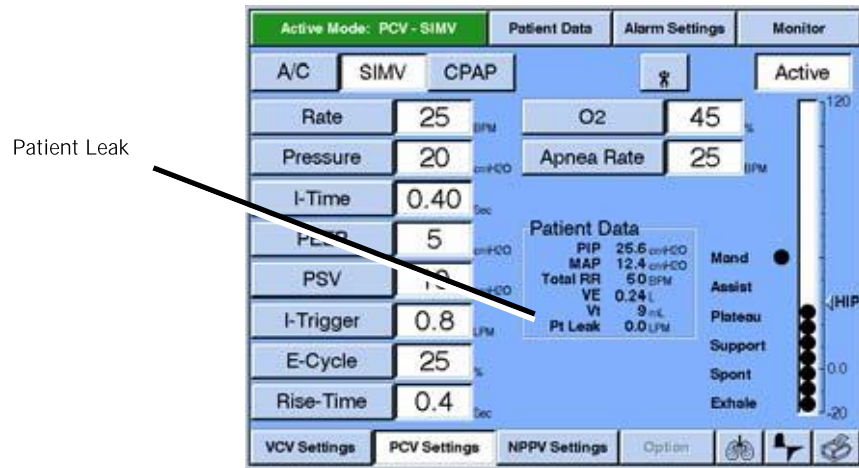 Active Mode: PCV - SIMV Patient Data Alarm Settings Monitor
A/C SIMV CPAP Active
Patient Leak
Rate 25 BPM O2 45 % 120
Pressure 20 cmH2O Apnea Rate 25 BPM
I-Time 0.40 Sec
PEEP 5 cmH2O
Patient Data
PIP 25.6 cmH2O
MAP 12.4 cmH2O Mand
PSV cmH2O
Total RR 50 BPM Assist
VE 0.24 L HIP
Vt 9 mL Plateau
I-Trigger 0.8 LPM
Pt Leak 0.0 LPM
Support
E-Cycle 25 % Spont 0.0
Rise-Time 0.4 Sec Exhale -20
VCV Settings PCV Settings NPPV Settings Option